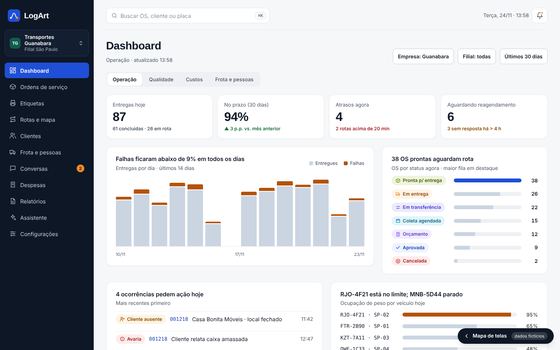 LogArt
Buscar OS, cliente ou placa
⌘K
Terça, 24/11 · 13:58
TG
Transportes Guanabara
Filial São Paulo
Dashboard
Ordens de serviço
Etiquetas
Rotas e mapa
Clientes
Frota e pessoas
Conversas
2
Despesas
Relatórios
Assistente
Configurações
Dashboard
Operação · atualizado 13:58
Empresa: Guanabara
Filial: todas
Últimos 30 dias
Operação
Qualidade
Custos
Frota e pessoas
Entregas hoje
87
61 concluídas · 26 em rota
No prazo (30 dias)
94%
▲ 3 p.p. vs. mês anterior
Atrasos agora
4
2 rotas acima de 20 min
Aguardando reagendamento
6
3 sem resposta há > 4 h
Falhas ficaram abaixo de 9% em todos os dias
Entregas por dia · últimos 14 dias
Entregues
Falhas
10/11
17/11
23/11
38 OS prontas aguardam rota
OS por status agora · maior fila em destaque
Pronta p/ entrega 38
Em entrega 26
Em transferência 22
Coleta agendada 15
Orçamento 12
Aprovada 9
Cancelada 2
4 ocorrências pedem ação hoje
Mais recentes primeiro
Cliente ausente 001218 Casa Bonita Móveis · local fechado 11:42
Avaria 001203 Cliente relata caixa amassada 12:47
RJO-4F21 está no limite; MNB-5D44 parado
Ocupação de peso por veículo hoje
RJO-4F21 · SP-02 95%
FTR-2B90 · SP-01
KZT-7A11 · SP-03
Mapa de telas
dados fictícios